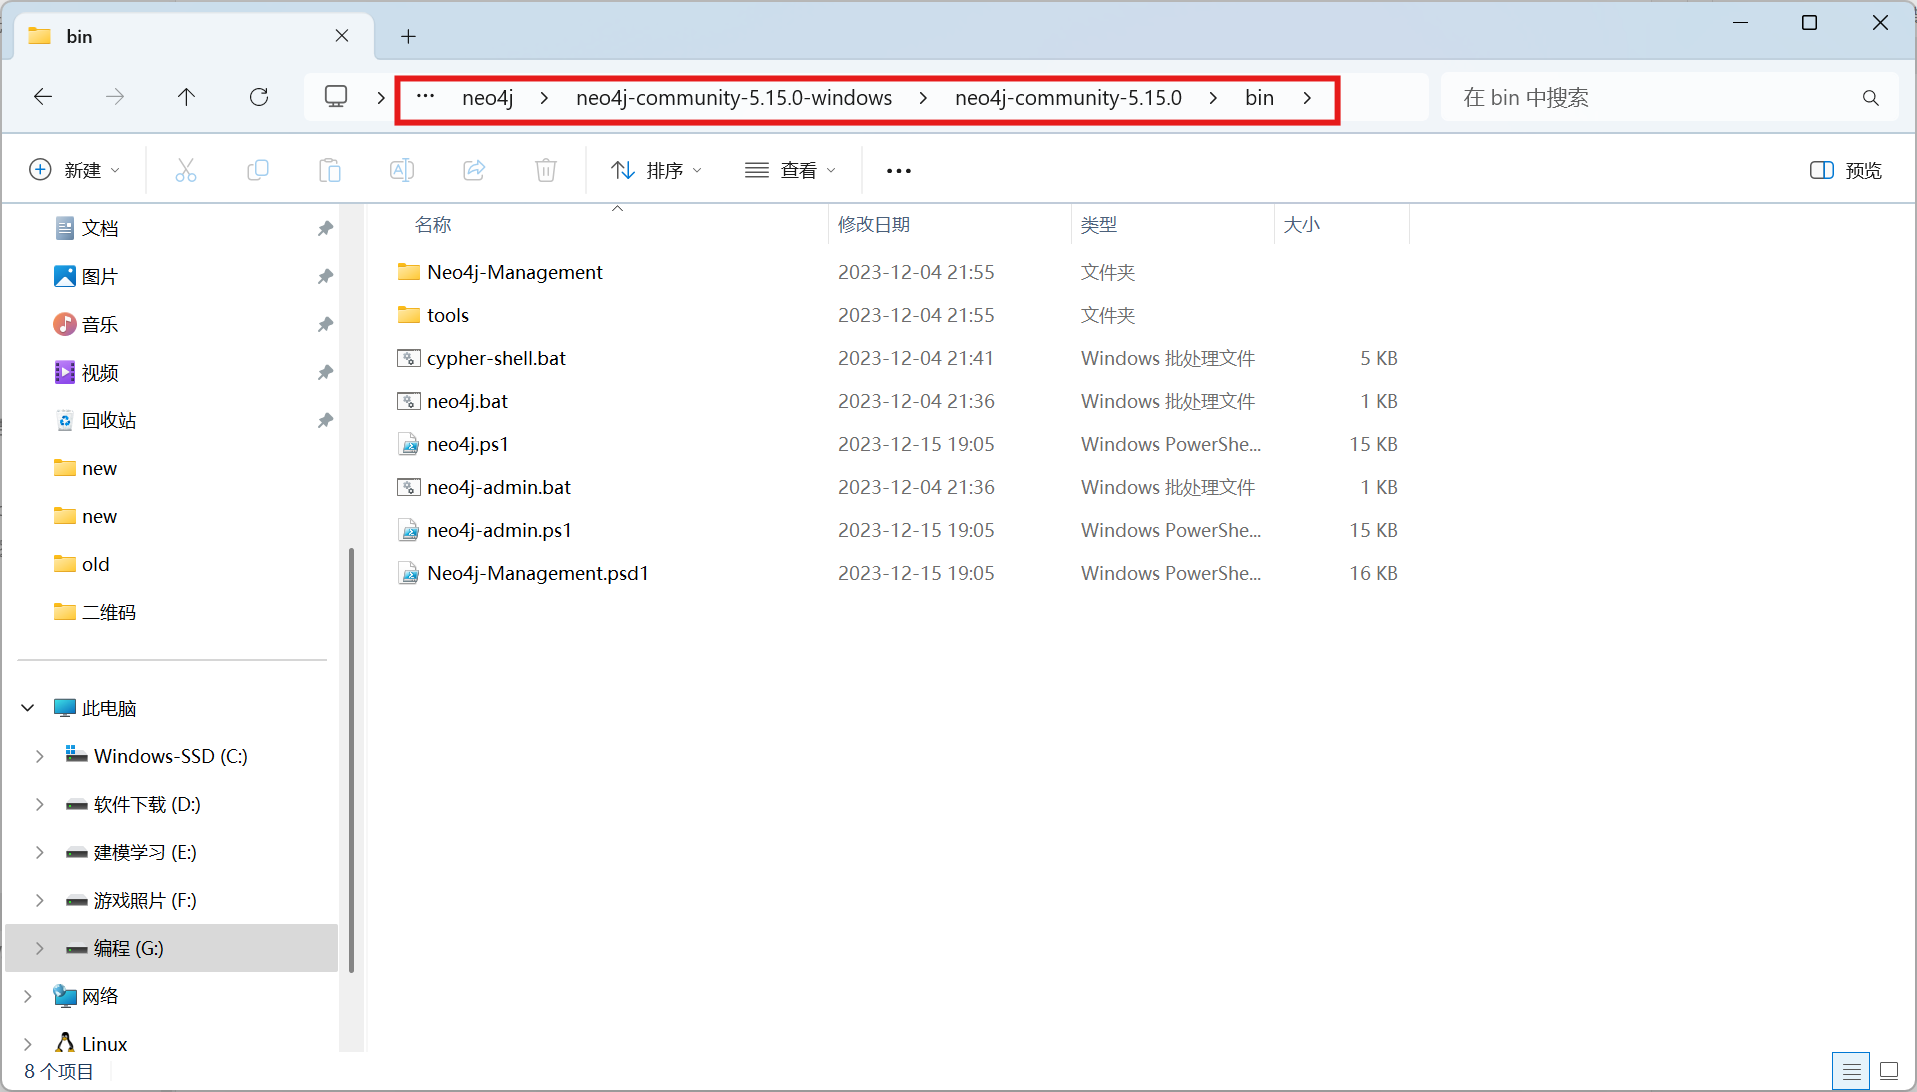 bin
··· neo4j > neo4j-community-5.15.0-windows > neo4j-community-5.15.0 > bin >
在 bin 中搜索
新建
排序
查看
预览
名称 修改日期 类型 大小
Neo4j-Management 2023-12-04 21:55 文件夹
tools 2023-12-04 21:55 文件夹
cypher-shell.bat 2023-12-04 21:41 Windows 批处理文件 5 KB
neo4j.bat 2023-12-04 21:36 Windows 批处理文件 1 KB
neo4j.ps1 2023-12-15 19:05 Windows PowerShe... 15 KB
neo4j-admin.bat 2023-12-04 21:36 Windows 批处理文件 1 KB
neo4j-admin.ps1 2023-12-15 19:05 Windows PowerShe... 15 KB
Neo4j-Management.psd1 2023-12-15 19:05 Windows PowerShe... 16 KB
文档
图片
音乐
视频
回收站
new
new
old
二维码
此电脑
Windows-SSD (C:)
软件下载 (D:)
建模学习 (E:)
游戏照片 (F:)
编程 (G:)
网络
Linux
8 个项目